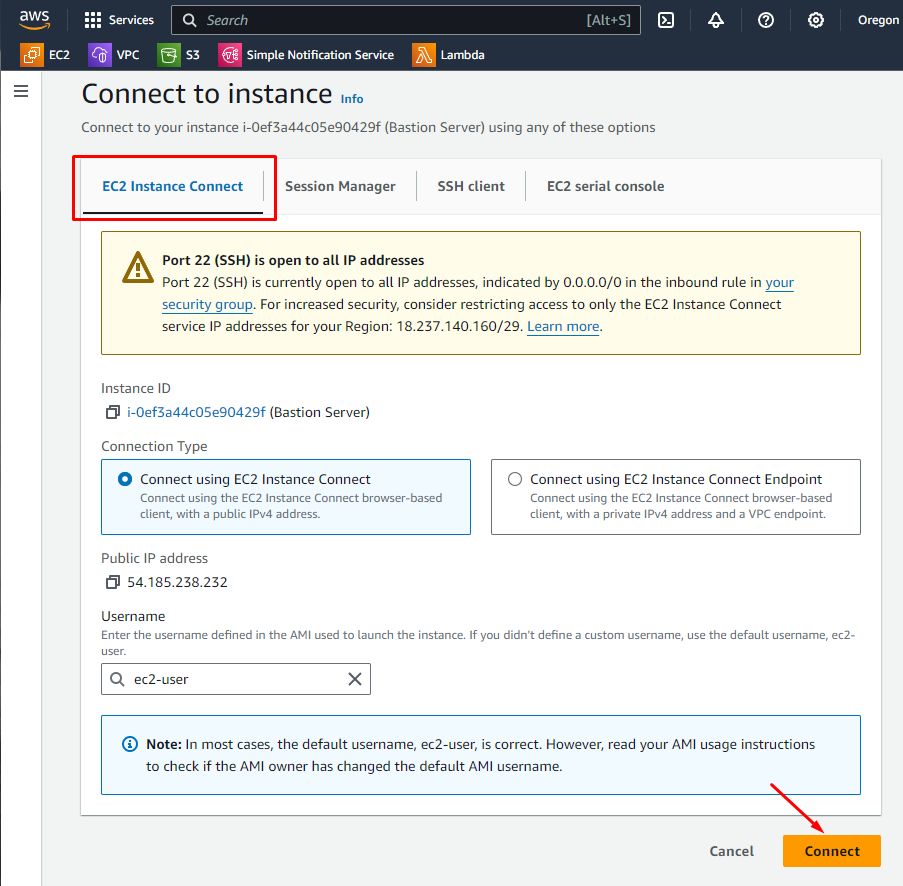 aws
Services
Search [Alt+S]
Oregon
EC2
VPC
S3
Simple Notification Service
Lambda
Connect to instance Info
Connect to your instance i-0ef3a44c05e90429f (Bastion Server) using any of these options
EC2 Instance Connect
Session Manager
SSH client
EC2 serial console
Port 22 (SSH) is open to all IP addresses
Port 22 (SSH) is currently open to all IP addresses, indicated by 0.0.0.0/0 in the inbound rule in your
security group. For increased security, consider restricting access to only the EC2 Instance Connect
service IP addresses for your Region: 18.237.140.160/29. Learn more.
Instance ID
i-0ef3a44c05e90429f (Bastion Server)
Connection Type
Connect using EC2 Instance Connect
Connect using the EC2 Instance Connect browser-based
client, with a public IPv4 address.
Connect using EC2 Instance Connect Endpoint
Connect using the EC2 Instance Connect browser-based
client, with a private IPv4 address and a VPC endpoint.
Public IP address
54.185.238.232
Username
Enter the username defined in the AMI used to launch the instance. If you didn't define a custom username, use the default username, ec2-
user.
ec2-user
Note: In most cases, the default username, ec2-user, is correct. However, read your AMI usage instructions
to check if the AMI owner has changed the default AMI username.
Cancel
Connect